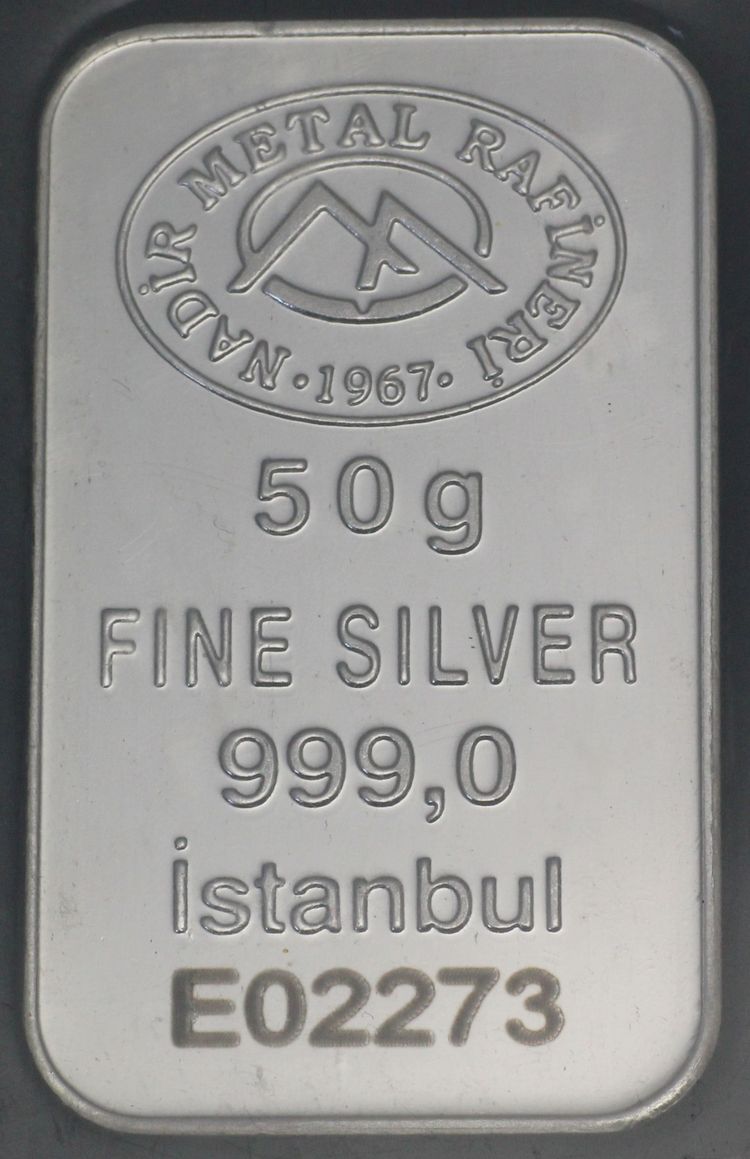 NADİR METAL RAFİNERİ
• 1967 •
50g
FINE SILVER
999,0
istanbul
E02273